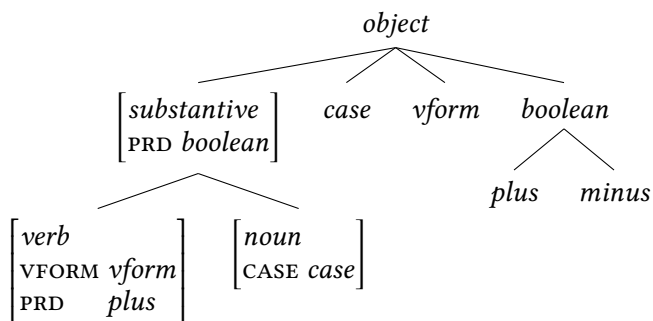 object
substantive case vform boolean
PRD boolean
plus minus
verb noun
VFORM vform CASE case
PRD plus